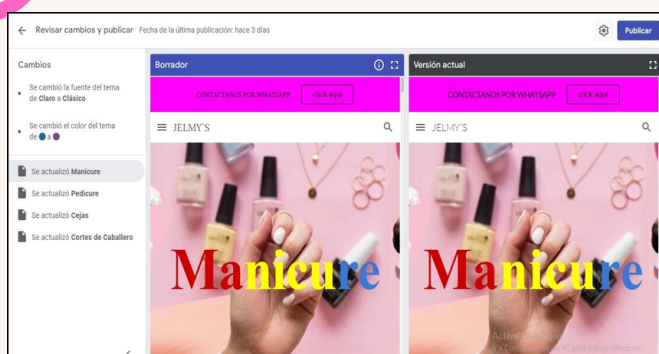 Revisar cambios y publicar Fecha de la última publicación: hace 3 días
Publicar
Cambios
Se cambió la fuente del tema
de Claro a Clásico
Se cambió el color del tema
de a
Se actualizó Manicure
Se actualizó Pedicure
Se actualizó Cejas
Se actualizó Cortes de Caballero
Borrador
CONTACTANOS POR WHATSAPP click aqui
JELMY'S
Manicure
Versión actual
CONTACTANOS POR WHATSAPP click aqui
JELMY'S
Manicure